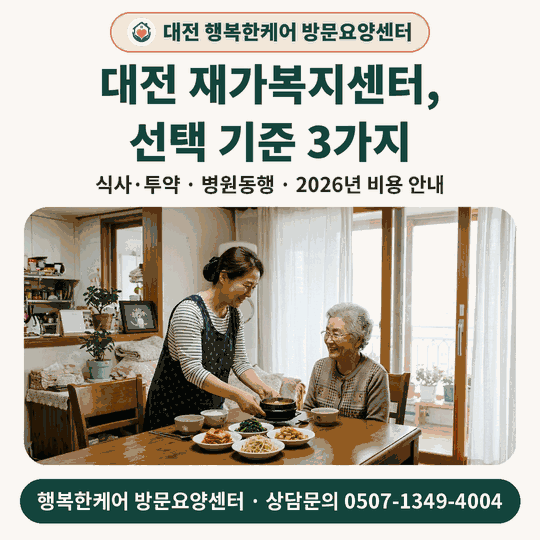 대전 행복한케어 방문요양센터
대전 재가복지센터,
선택 기준 3가지
식사·투약 · 병원동행 · 2026년 비용 안내
행복한케어 방문요양센터 · 상담문의 0507-1349-4004